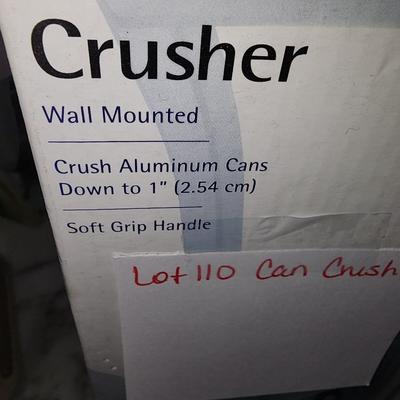 Crusher
Wall Mounted
Crush Aluminum Cans
Down to 1" (2.54 cm)
Soft Grip Handle
Lot 110 Can Crush